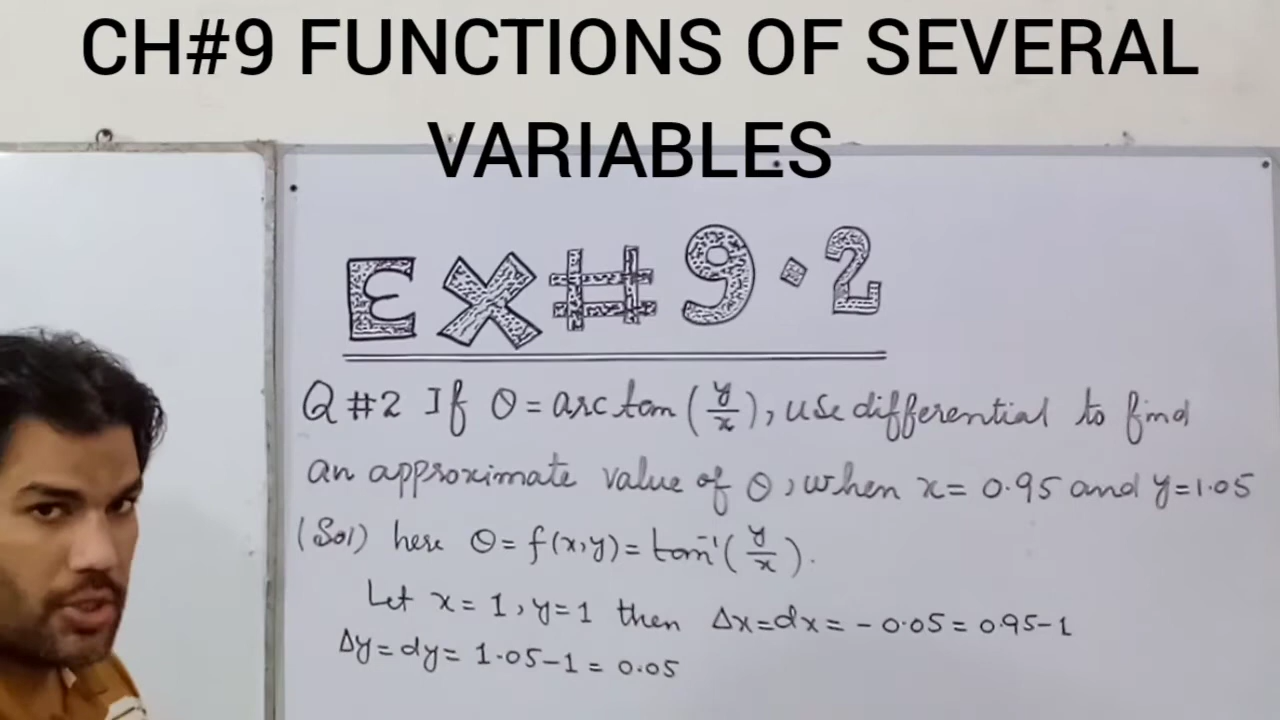 CH#9 FUNCTIONS OF SEVERAL
VARIABLES
EX#9.2
Q#2 If θ = arctan(y/x), use differential to find
an approximate value of θ, when x = 0.95 and y=1.05
(Sol) here θ = f(x,y) = tan⁻¹(y/x).
Let x = 1, y=1 then Δx=dx= -0.05 = 0.95-1
Δy=dy= 1.05-1 = 0.05